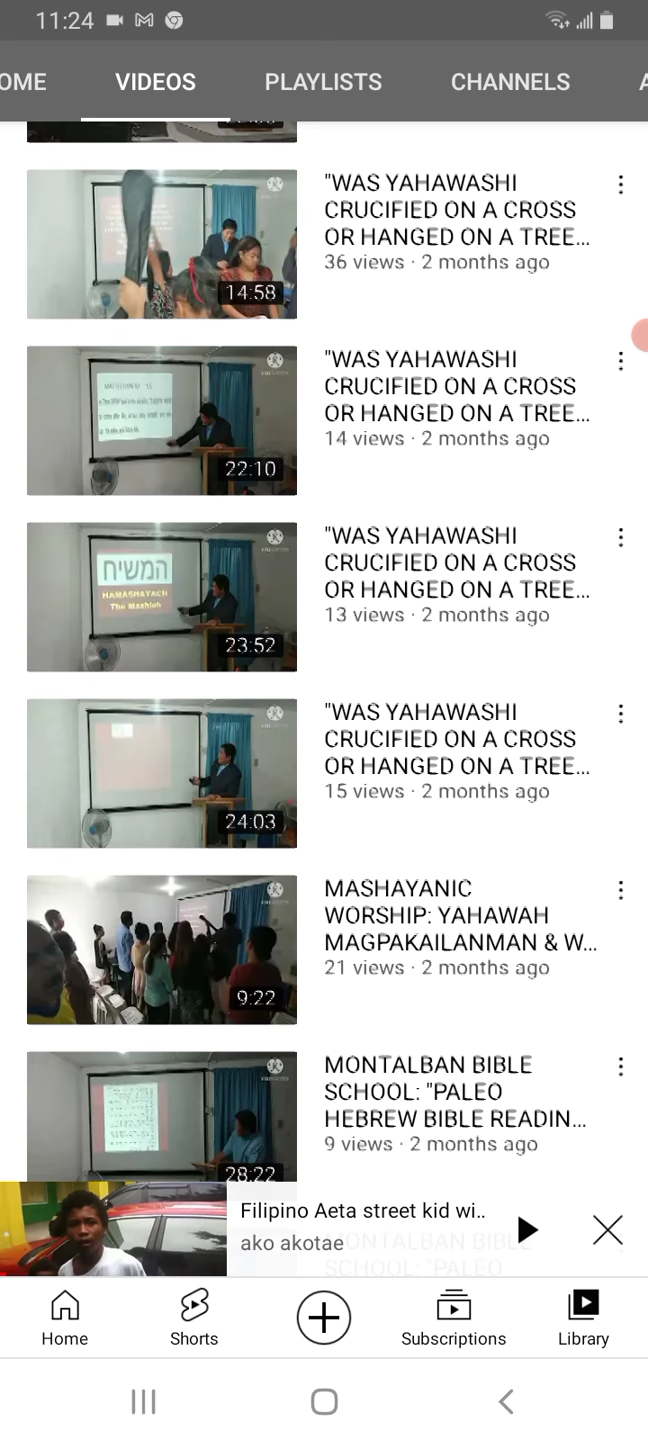 11:24
OME VIDEOS PLAYLISTS CHANNELS A
"WAS YAHAWASHI
CRUCIFIED ON A CROSS
OR HANGED ON A TREE...
36 views · 2 months ago
14:58
"WAS YAHAWASHI
CRUCIFIED ON A CROSS
OR HANGED ON A TREE...
14 views · 2 months ago
22:10
"WAS YAHAWASHI
CRUCIFIED ON A CROSS
OR HANGED ON A TREE...
13 views · 2 months ago
המשיח
HAMASHAYACH
The Mashiah
23:52
"WAS YAHAWASHI
CRUCIFIED ON A CROSS
OR HANGED ON A TREE...
15 views · 2 months ago
24:03
MASHAYANIC
WORSHIP: YAHAWAH
MAGPAKAILANMAN & W...
21 views · 2 months ago
9:22
MONTALBAN BIBLE
SCHOOL: "PALEO
HEBREW BIBLE READIN...
9 views · 2 months ago
28:22
Filipino Aeta street kid wi..
ako akotae
MONTALBAN BIBLE
SCHOOL: "PALEO
Home Shorts Subscriptions Library